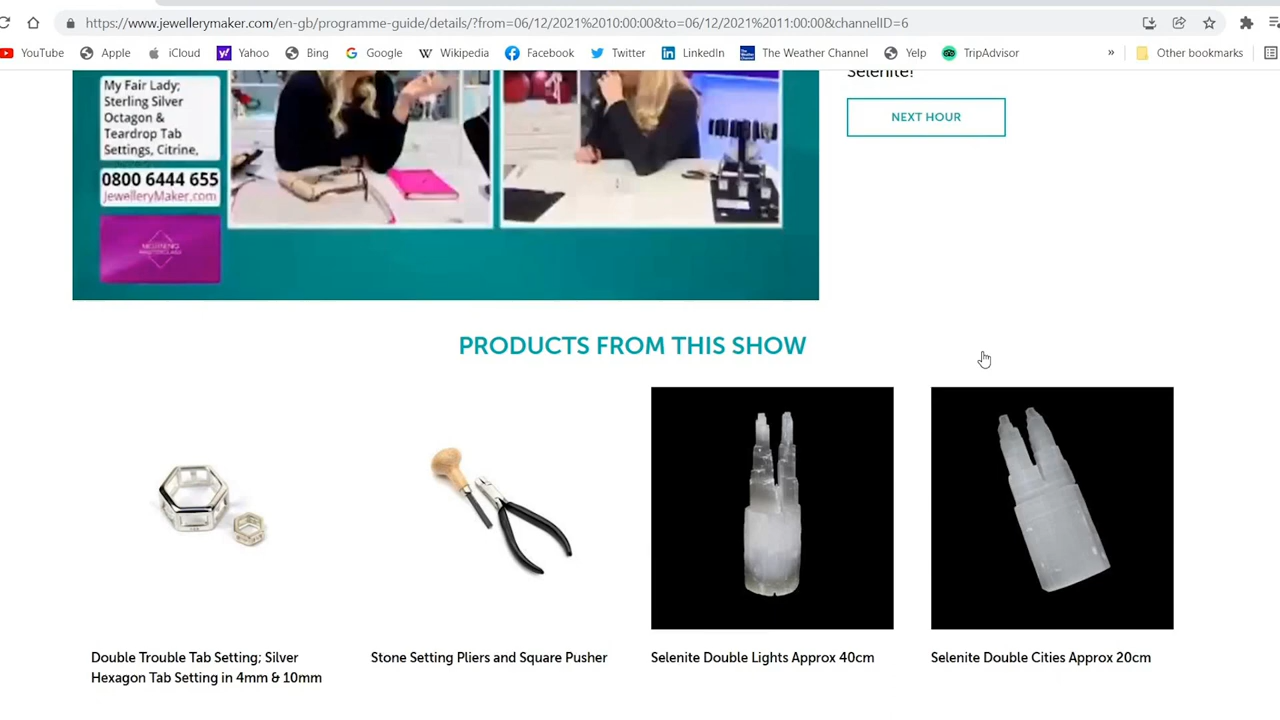 https://www.jewellerymaker.com/en-gb/programme-guide/details/?from=06/12/2021%2010:00:00&to=06/12/2021%2011:00:00&channelID=6
YouTube Apple iCloud Yahoo Bing Google Wikipedia Facebook Twitter LinkedIn The Weather Channel Yelp TripAdvisor » Other bookmarks
Selenite!
NEXT HOUR
My Fair Lady;
Sterling Silver
Octagon &
Teardrop Tab
Settings, Citrine,
0800 6444 655
JewelleryMaker.com
MORNING
MASTERCLASS
PRODUCTS FROM THIS SHOW
Double Trouble Tab Setting; Silver
Hexagon Tab Setting in 4mm & 10mm
Stone Setting Pliers and Square Pusher
Selenite Double Lights Approx 40cm
Selenite Double Cities Approx 20cm